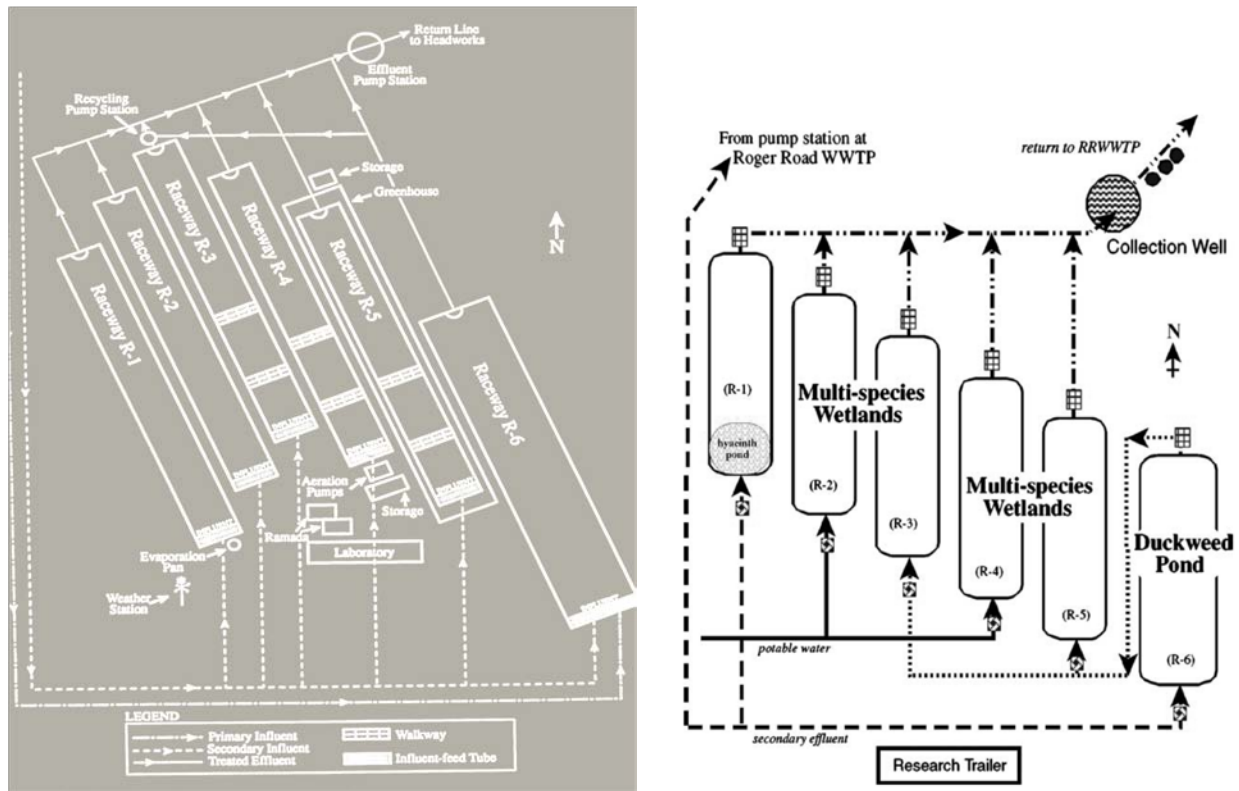 Return Line
to Headworks
Effluent
Pump Station
Recycling
Pump Station
Storage
Greenhouse
Raceway R-1
Raceway R-2
Raceway R-3
Raceway R-4
Raceway R-5
Raceway R-6
N
Aeration
Pumps
Storage
Ramada
Laboratory
Evaporation
Pan
Weather
Station
LEGEND
Primary Influent
Secondary Influent
Treated Effluent
Walkway
Influent-feed Tube
From pump station at
Roger Road WWTP
return to RRWWTP
Collection Well
N
(R-1)
hyacinth
pond
Multi-species
Wetlands
(R-2)
(R-3)
Multi-species
Wetlands
(R-4)
(R-5)
Duckweed
Pond
(R-6)
potable water
secondary effluent
Research Trailer